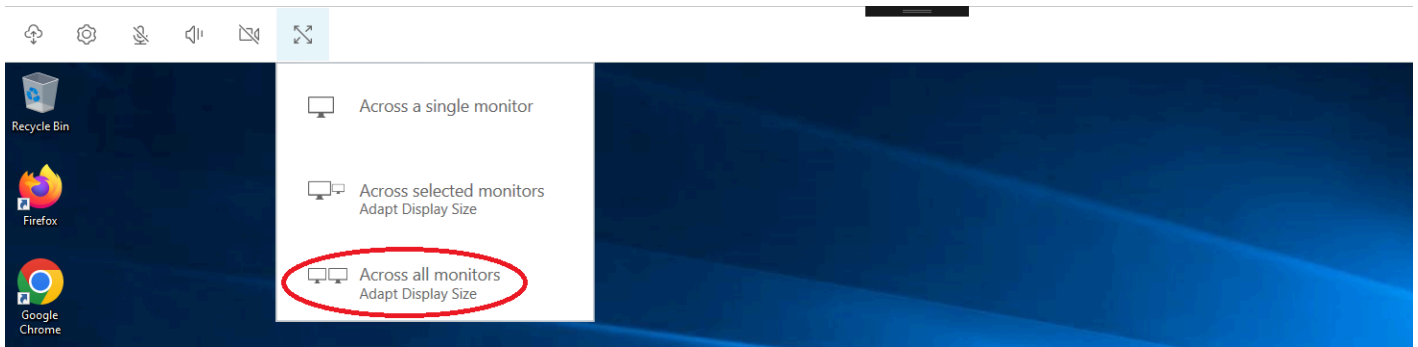 Across a single monitor
Recycle Bin
Across selected monitors
Adapt Display Size
Firefox
Across all monitors
Adapt Display Size
Google
Chrome